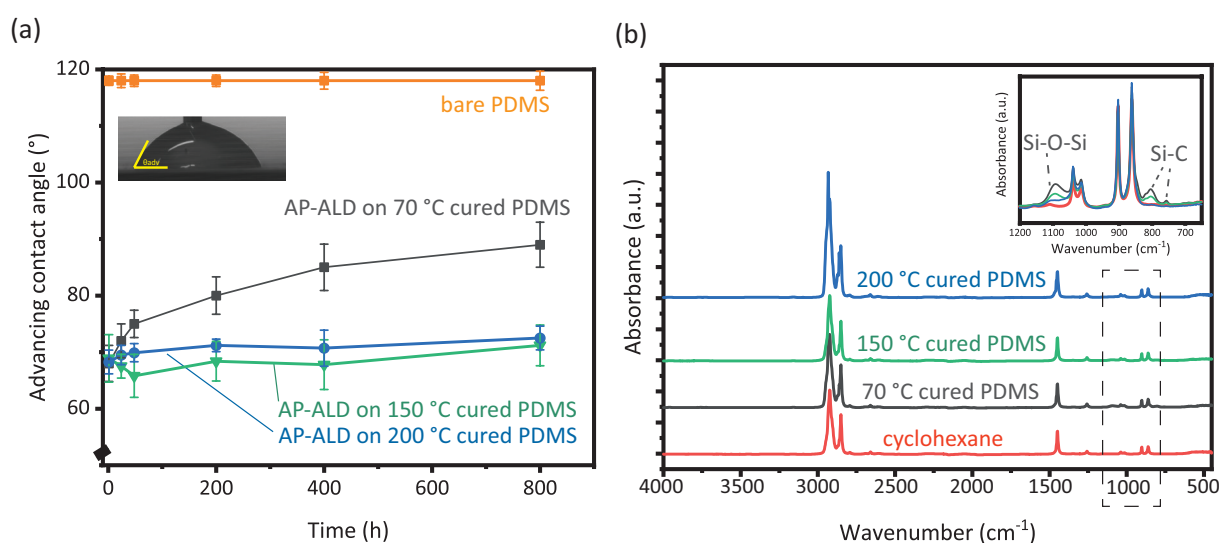 (a)
120
100
80
60
0
200
400
600
800
Advancing contact angle (°)
Time (h)
bare PDMS
θadv
AP-ALD on 70 °C cured PDMS
AP-ALD on 150 °C cured PDMS
AP-ALD on 200 °C cured PDMS
(b)
Absorbance (a.u.)
200 °C cured PDMS
150 °C cured PDMS
70 °C cured PDMS
cyclohexane
4000
3500
3000
2500
2000
1500
1000
500
Wavenumber (cm⁻¹)
Absorbance (a.u.)
Si-O-Si
Si-C
1200
1100
1000
900
800
700
Wavenumber (cm⁻¹)